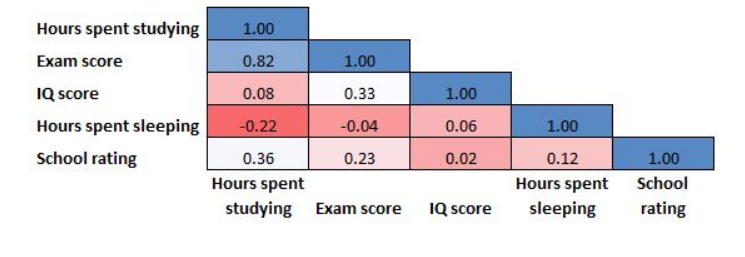 Hours spent studying 1.00
Exam score 0.82 1.00
IQ score 0.08 0.33 1.00
Hours spent sleeping -0.22 -0.04 0.06 1.00
School rating 0.36 0.23 0.02 0.12 1.00
Hours spent Hours spent School
studying Exam score IQ score sleeping rating